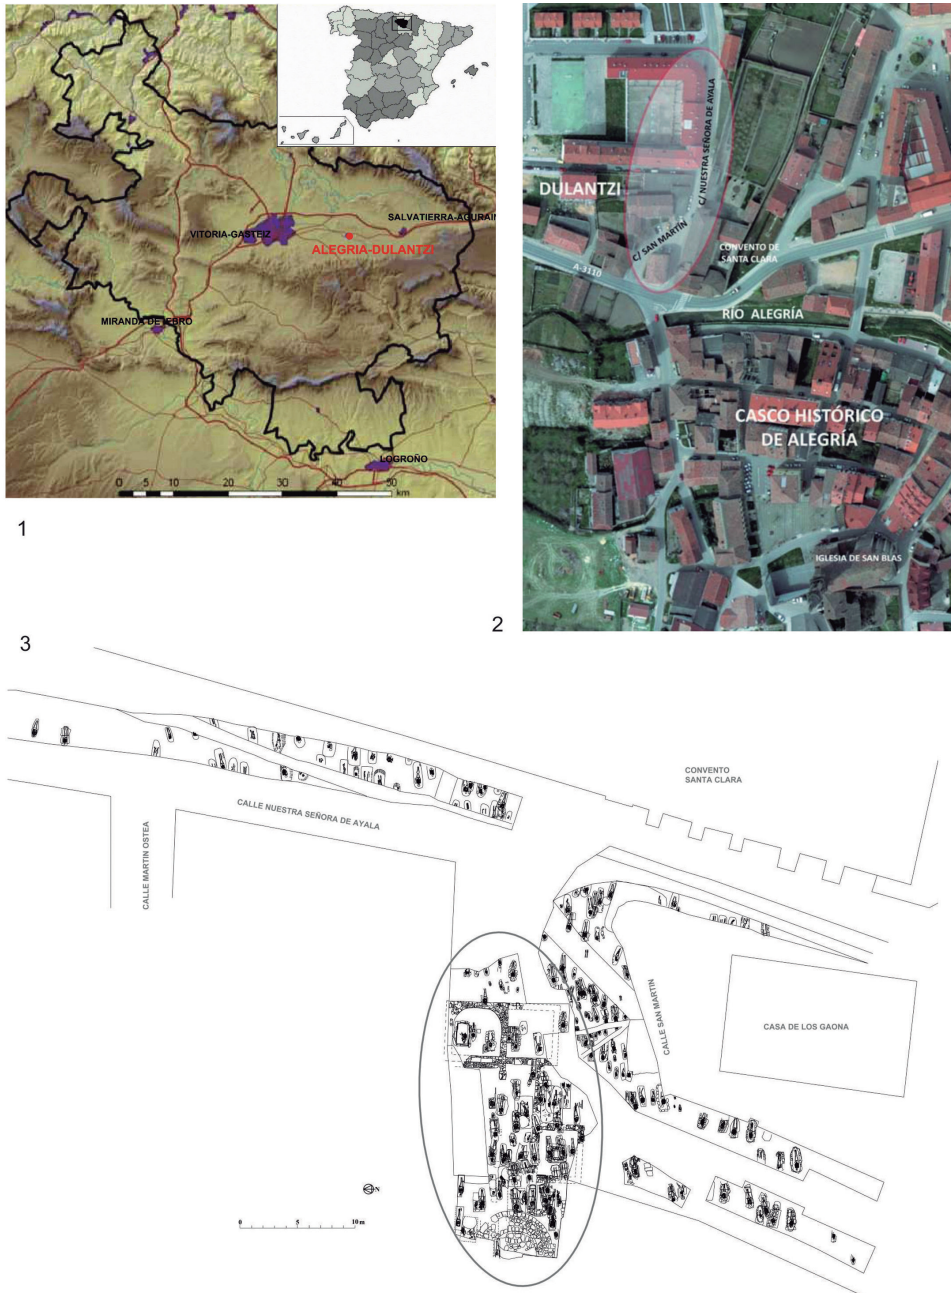 VITORIA-GASTEIZ
SALVATIERRA-AGURAIN
ALEGRIA-DULANTZI
MIRANDA DE EBRO
LOGROÑO
0 5 10 20 30 40 50
km
1
DULANTZI
C/ NUESTRA SEÑORA DE AYALA
C/ SAN MARTÍN
CONVENTO DE
SANTA CLARA
A-3110
RÍO ALEGRÍA
CASCO HISTÓRICO
DE ALEGRÍA
IGLESIA DE SAN BLAS
2
3
CONVENTO
SANTA CLARA
CALLE NUESTRA SEÑORA DE AYALA
CALLE MARTIN OSTEA
CALLE SAN MARTIN
CASA DE LOS GAONA
N
0 5 10 m